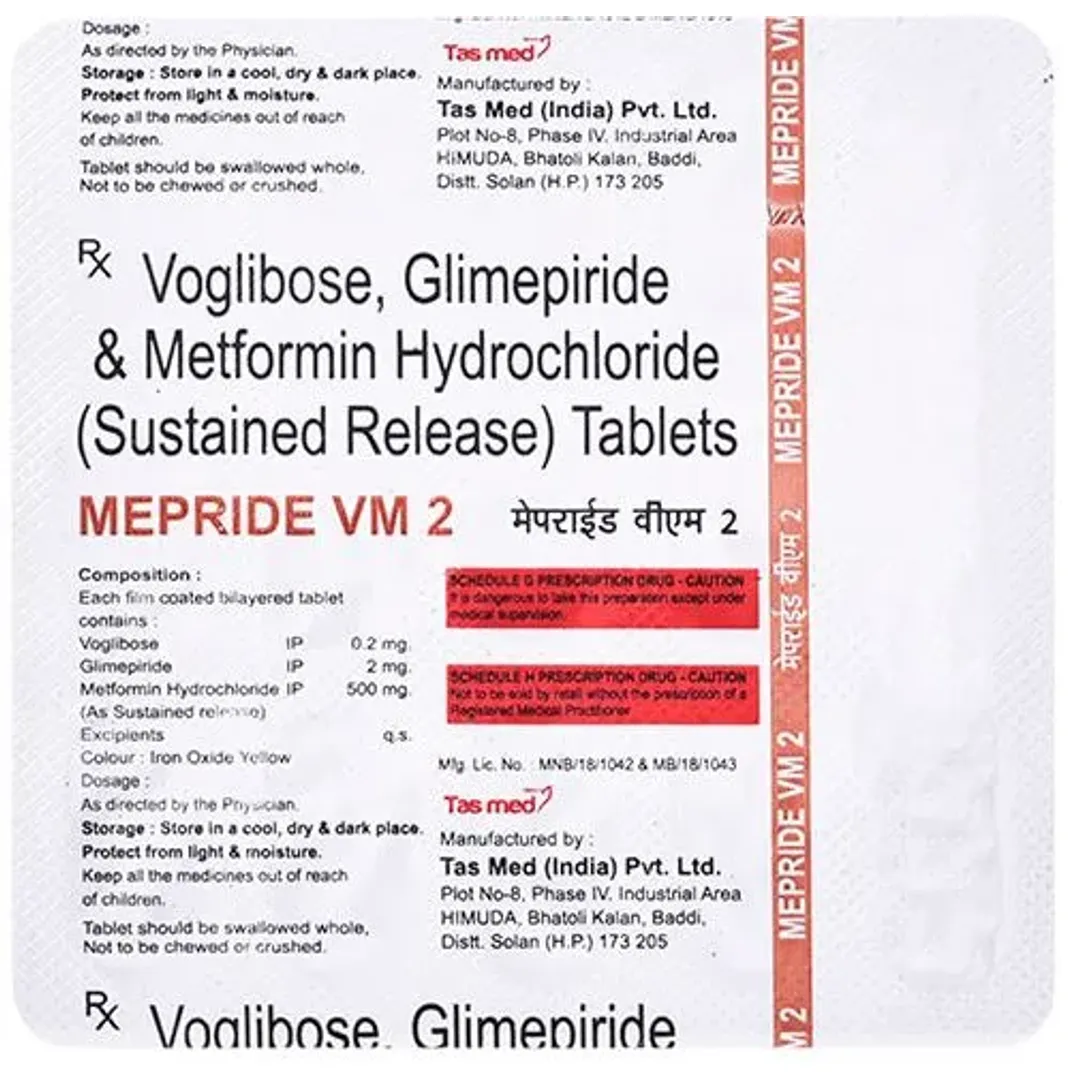 Dosage :
As directed by the Physician.
Storage : Store in a cool, dry & dark place.
Protect from light & moisture.
Keep all the medicines out of reach
of children.
Tablet should be swallowed whole,
Not to be chewed or crushed.
Tas med
Manufactured by :
Tas Med (India) Pvt. Ltd.
Plot No-8, Phase IV. Industrial Area
HIMUDA, Bhatoli Kalan, Baddi,
Distt. Solan (H.P.) 173 205
Rx Voglibose, Glimepiride
& Metformin Hydrochloride
(Sustained Release) Tablets
MEPRIDE VM 2 मेपराईड वीएम 2
Composition :
Each film coated bilayered tablet
contains :
Voglibose IP 0.2 mg.
Glimepiride IP 2 mg.
Metformin Hydrochloride IP 500 mg.
(As Sustained release)
Excipients q.s.
Colour : Iron Oxide Yellow
Dosage :
As directed by the Physician.
Storage : Store in a cool, dry & dark place.
Protect from light & moisture.
Keep all the medicines out of reach
of children.
Tablet should be swallowed whole,
Not to be chewed or crushed.
SCHEDULE G PRESCRIPTION DRUG - CAUTION
It is dangerous to take this preparation except under
medical supervision.
SCHEDULE H PRESCRIPTION DRUG - CAUTION
Not to be sold by retail without the prescription of a
Registered Medical Practitioner
Mfg. Lic. No. : MNB/18/1042 & MB/18/1043
Tas med
Manufactured by :
Tas Med (India) Pvt. Ltd.
Plot No-8, Phase IV. Industrial Area
HIMUDA, Bhatoli Kalan, Baddi,
Distt. Solan (H.P.) 173 205
Rx Voglibose, Glimepiride
MEPRIDE VM
MEPRIDE VM 2
मेपराईड वीएम 2
MEPRIDE VM 2
M 2